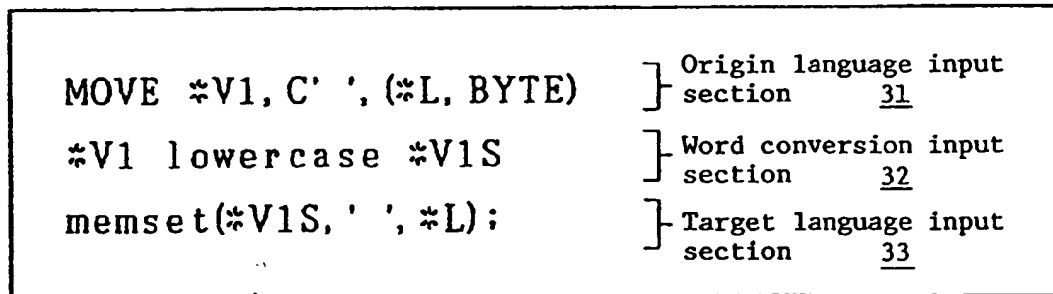 MOVE *V1, C' ', (*L, BYTE)
Origin language input
section 31
*V1 lowercase *V1S
Word conversion input
section 32
memset(*V1S, ' ', *L);
Target language input
section 33